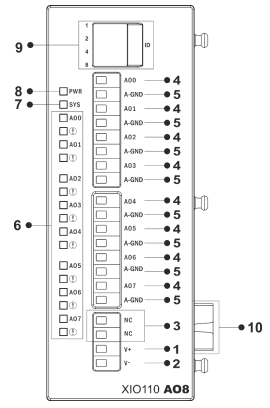 1
2
4
8
ID
9
8
PWR
7
SYS
AO0
AO1
AO2
AO3
AO4
AO5
AO6
AO7
6
AO0 4
A-GND 5
AO1 4
A-GND 5
AO2 4
A-GND 5
AO3 4
A-GND 5
AO4 4
A-GND 5
AO5 4
A-GND 5
AO6 4
A-GND 5
AO7 4
A-GND 5
NC
NC
3
V+ 1
V- 2
10
XIO110 AO8